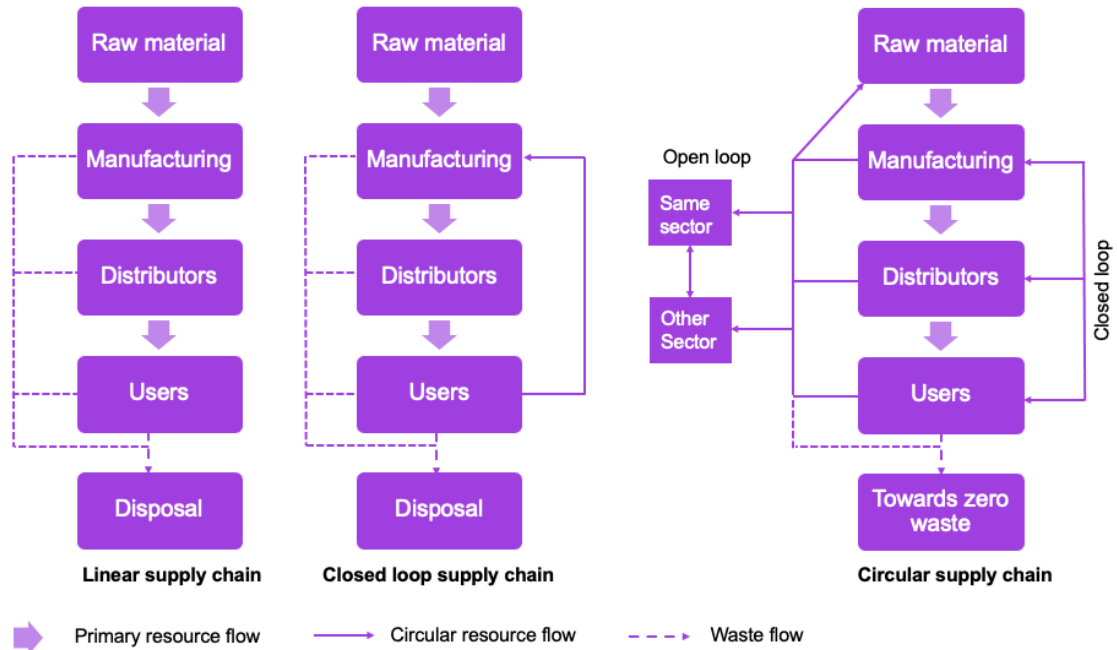 Raw material
Manufacturing
Distributors
Users
Disposal
Linear supply chain
Raw material
Manufacturing
Distributors
Users
Disposal
Closed loop supply chain
Open loop
Same
sector
Other
Sector
Raw material
Manufacturing
Distributors
Users
Towards zero
waste
Closed loop
Circular supply chain
Primary resource flow
Circular resource flow
Waste flow